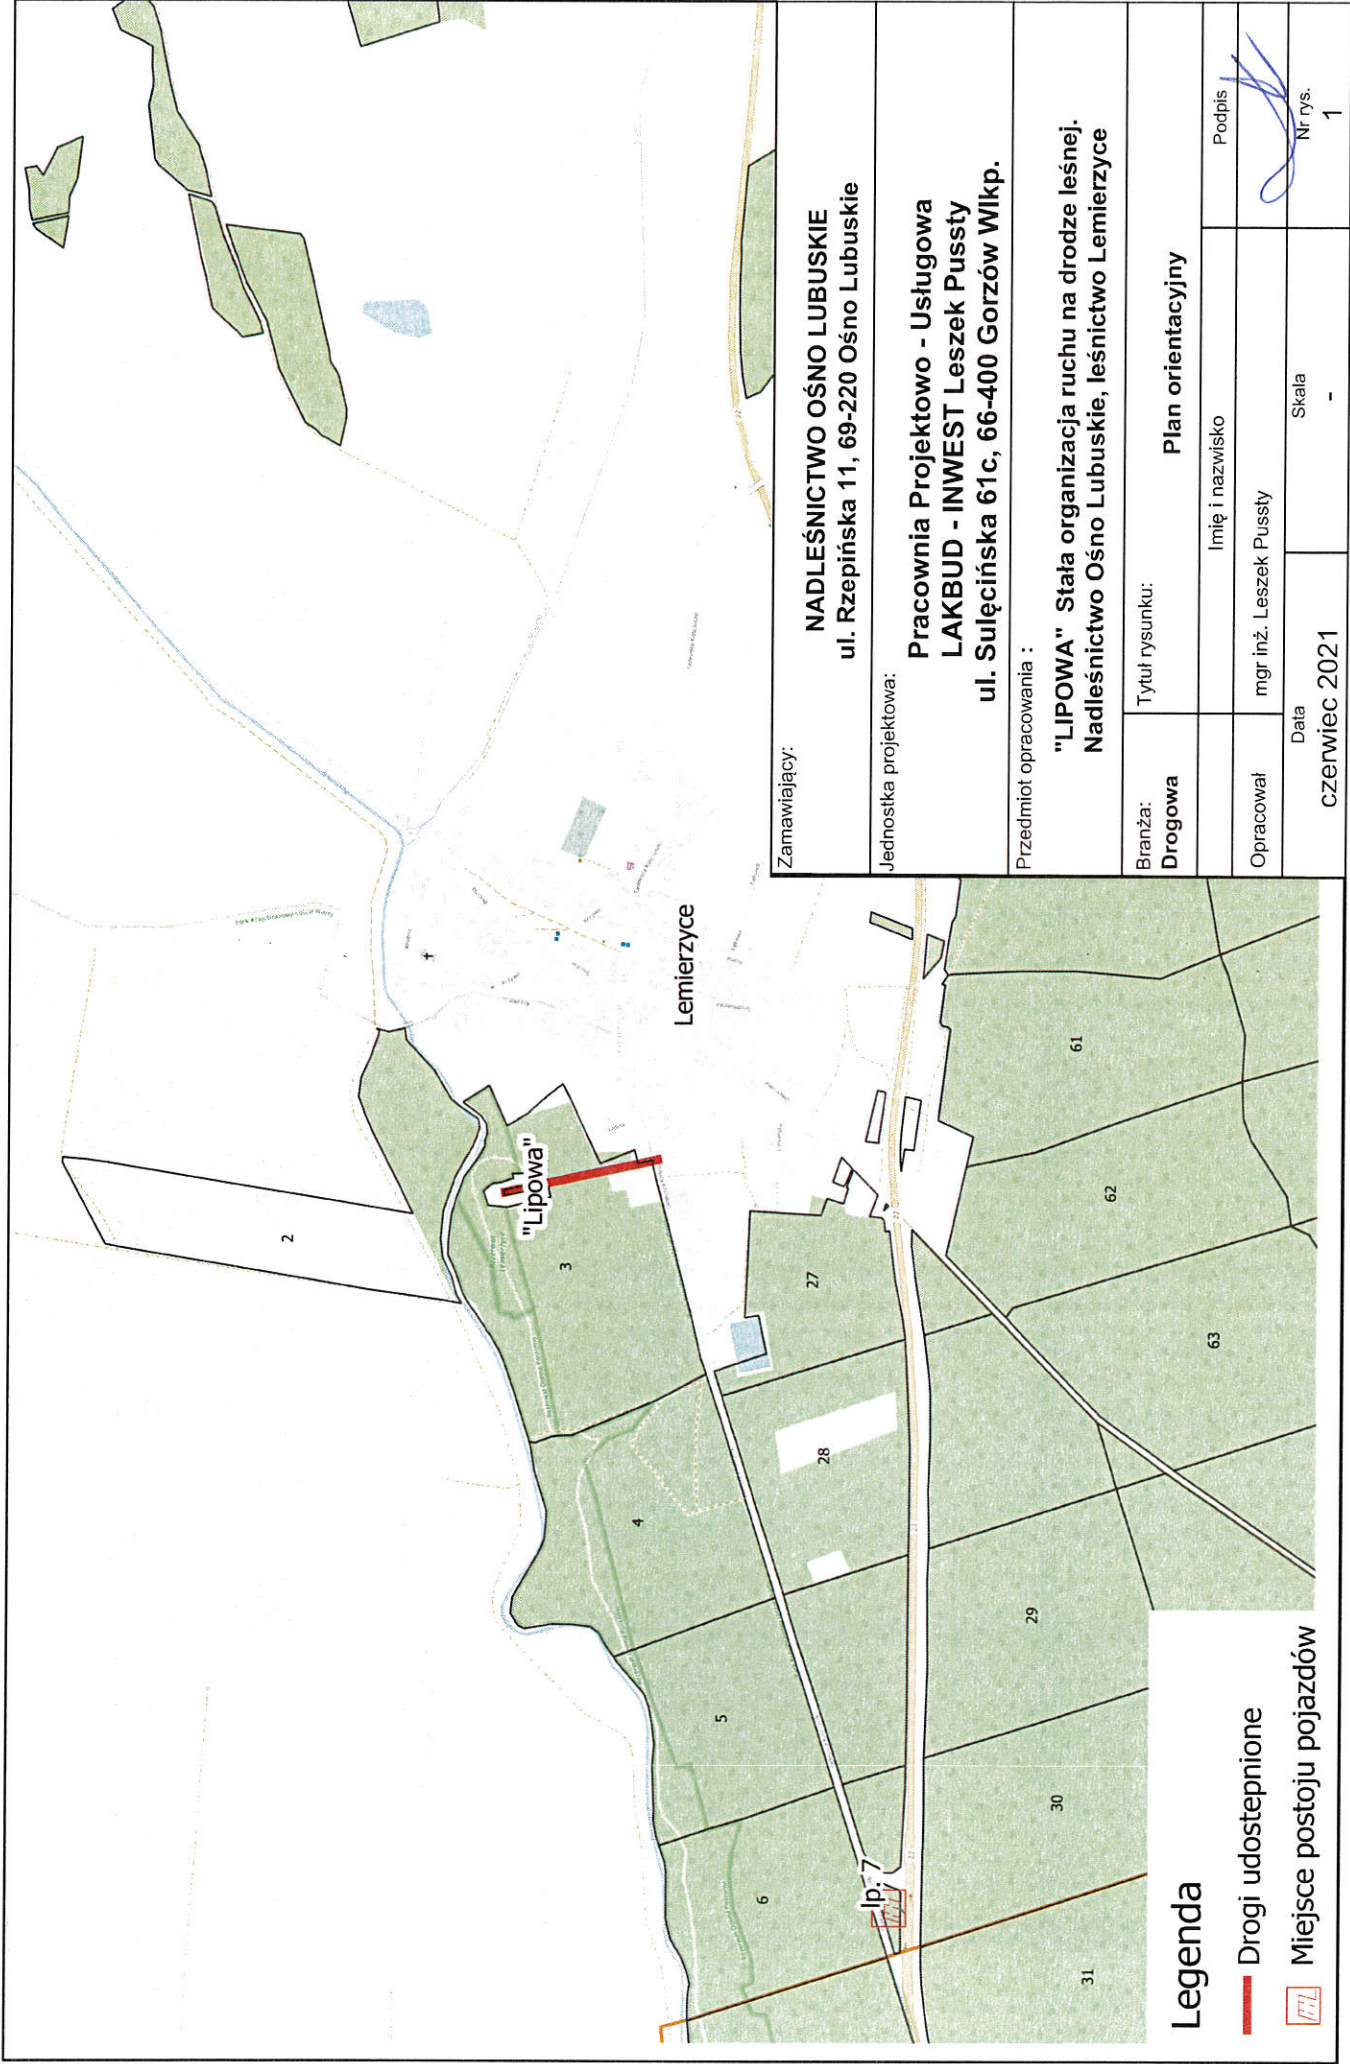 2
"Lipowa"
3
Lemierzyce
4
27
28
61
62
63
5
29
6
lp. 7
30
31
Legenda
Drogi udostepnione
Miejsce postoju pojazdów
Zamawiający:
NADLEŚNICTWO OŚNO LUBUSKIE
ul. Rzepińska 11, 69-220 Ośno Lubuskie
Jednostka projektowa:
Pracownia Projektowo - Usługowa
LAKBUD - INWEST Leszek Pussty
ul. Sulęcińska 61c, 66-400 Gorzów Wlkp.
Przedmiot opracowania :
"LIPOWA" Stała organizacja ruchu na drodze leśnej.
Nadleśnictwo Ośno Lubuskie, leśnictwo Lemierzyce
Branża:
Drogowa
Tytuł rysunku:
Plan orientacyjny
Imię i nazwisko
Podpis
Opracował
mgr inż. Leszek Pussty
Data
czerwiec 2021
Skala
-
Nr rys.
1